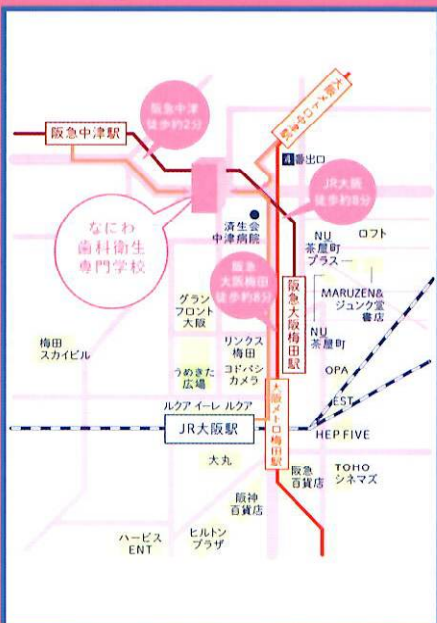 阪急中津
徒歩約2分
大阪メトロ中津駅
阪急中津駅
4番出口
JR大阪
徒歩約8分
なにわ
歯科衛生
専門学校
済生会
中津病院
NU
茶屋町
プラス
ロフト
阪急
大阪梅田
徒歩約8分
阪急大阪梅田駅
MARUZEN&
ジュンク堂
書店
グラン
フロント
大阪
NU
茶屋町
梅田
スカイビル
リンクス
梅田
ヨドバシ
カメラ
うめきた
広場
OPA
EST
ルクア イーレ ルクア
JR大阪駅
大阪メトロ梅田駅
HEP FIVE
大丸
阪急
百貨店
TOHO
シネマズ
阪神
百貨店
ハービス
ENT
ヒルトン
プラザ